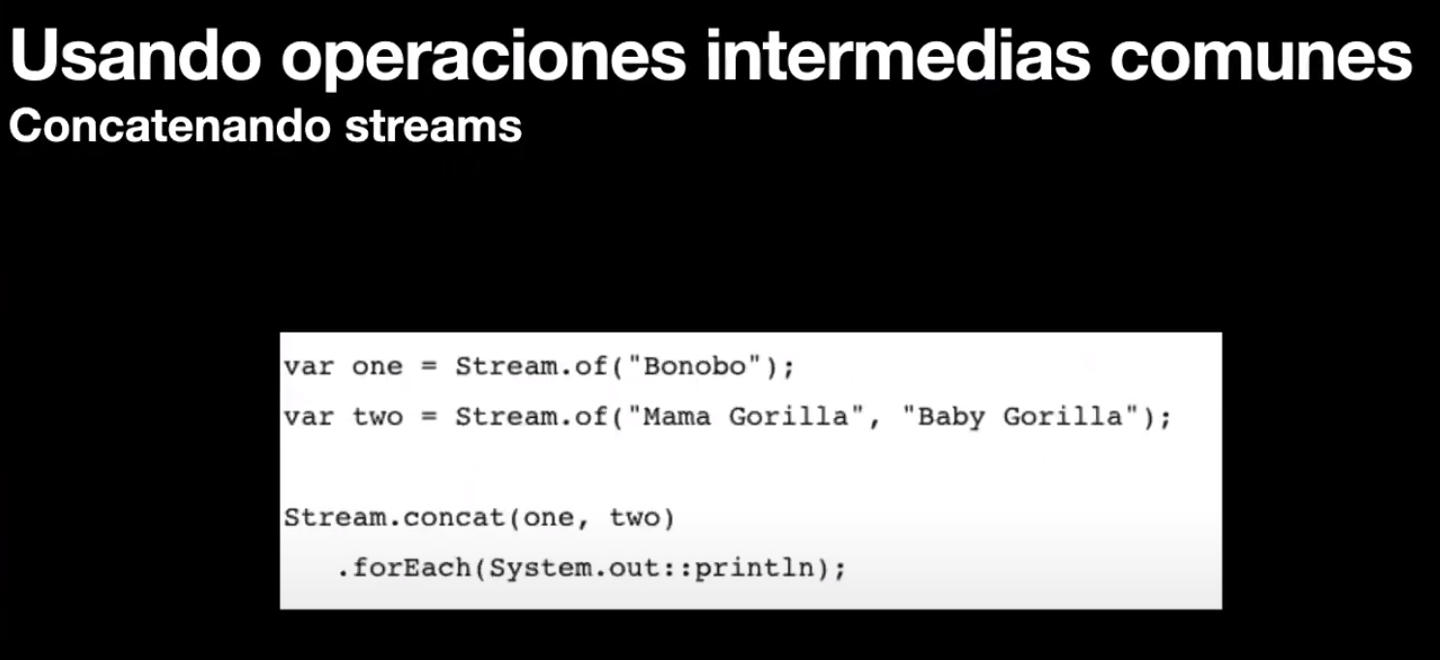 Usando operaciones intermedias comunes
Concatenando streams
var one = Stream.of("Bonobo");
var two = Stream.of("Mama Gorilla", "Baby Gorilla");
Stream.concat(one, two)
.forEach(System.out::println);